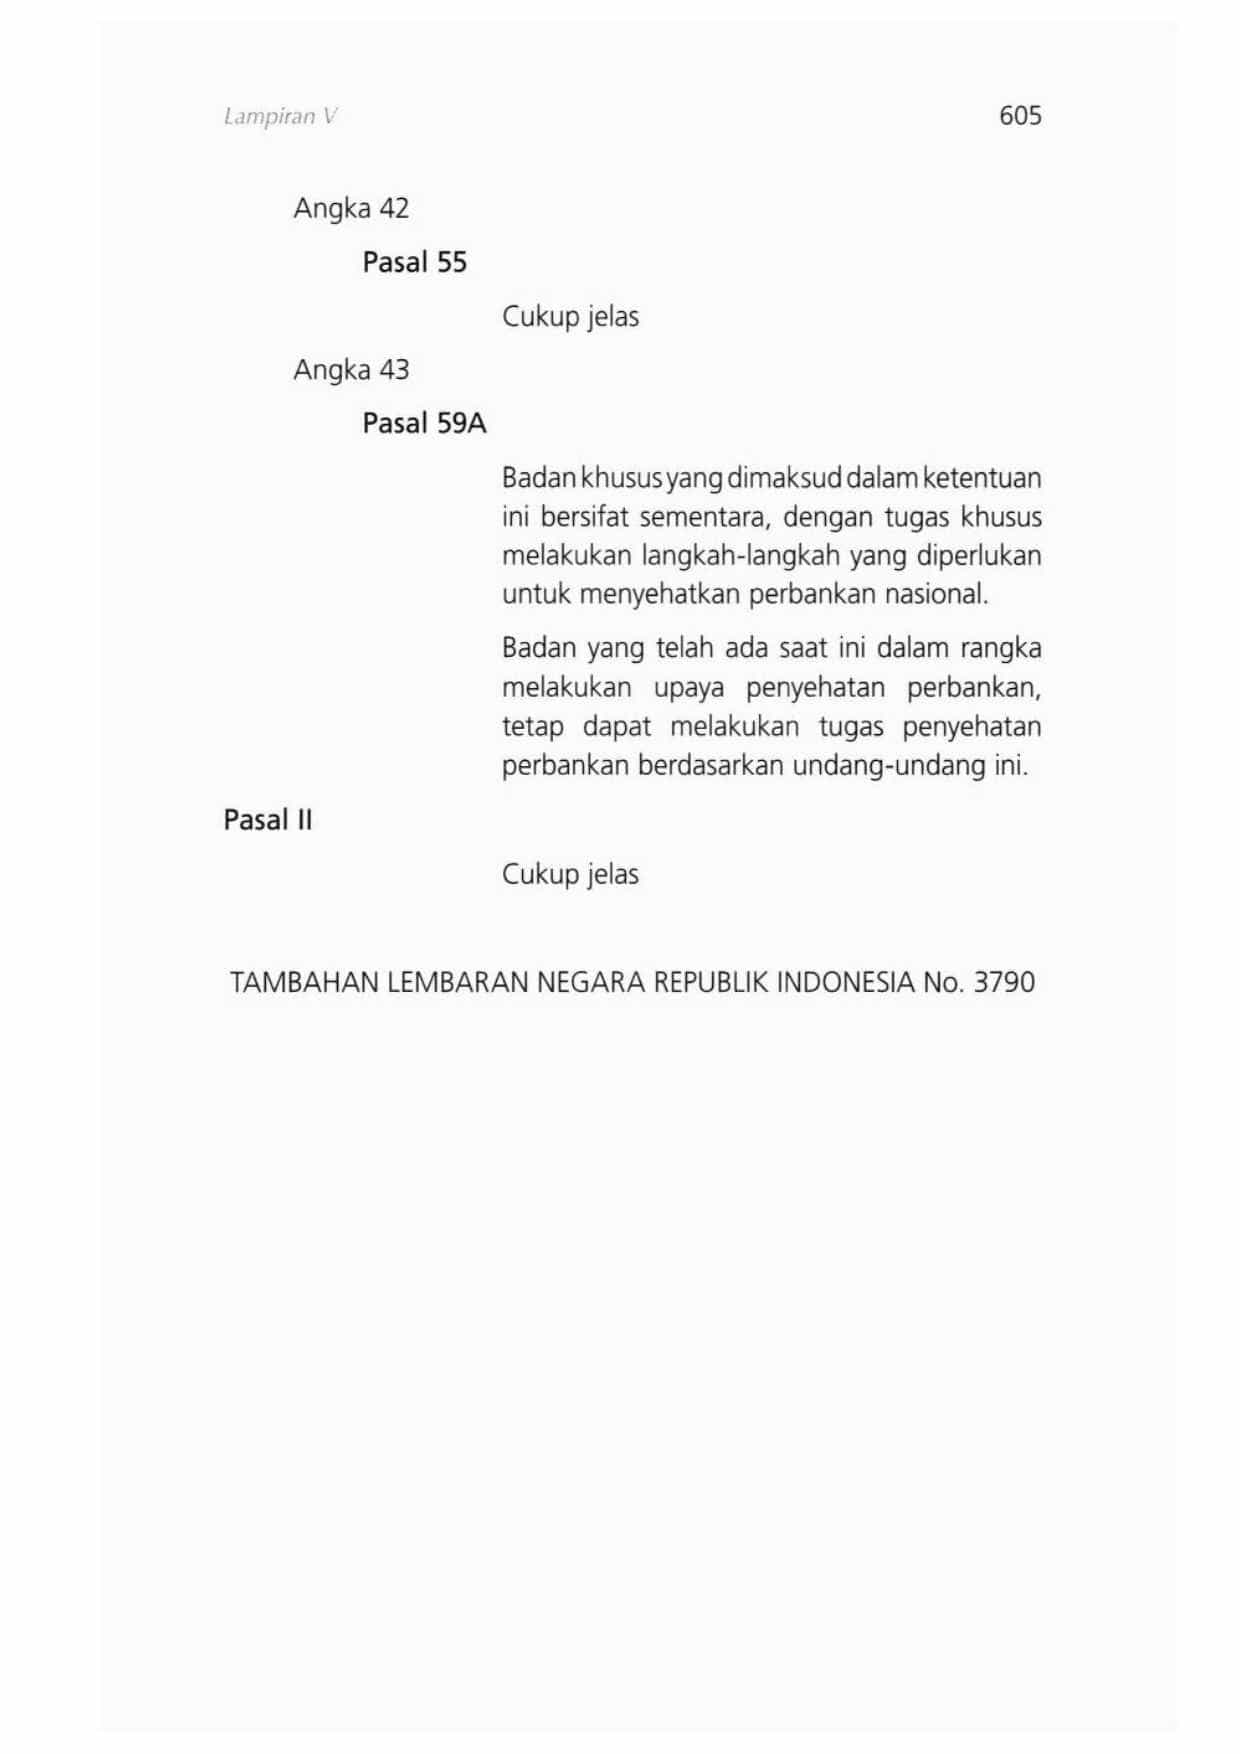 Lampiran V 605
Angka 42
Pasal 55
Cukup jelas
Angka 43
Pasal 59A
Badan khusus yang dimaksud dalam ketentuan
ini bersifat sementara, dengan tugas khusus
melakukan langkah-langkah yang diperlukan
untuk menyehatkan perbankan nasional.
Badan yang telah ada saat ini dalam rangka
melakukan upaya penyehatan perbankan,
tetap dapat melakukan tugas penyehatan
perbankan berdasarkan undang-undang ini.
Pasal II
Cukup jelas
TAMBAHAN LEMBARAN NEGARA REPUBLIK INDONESIA No. 3790